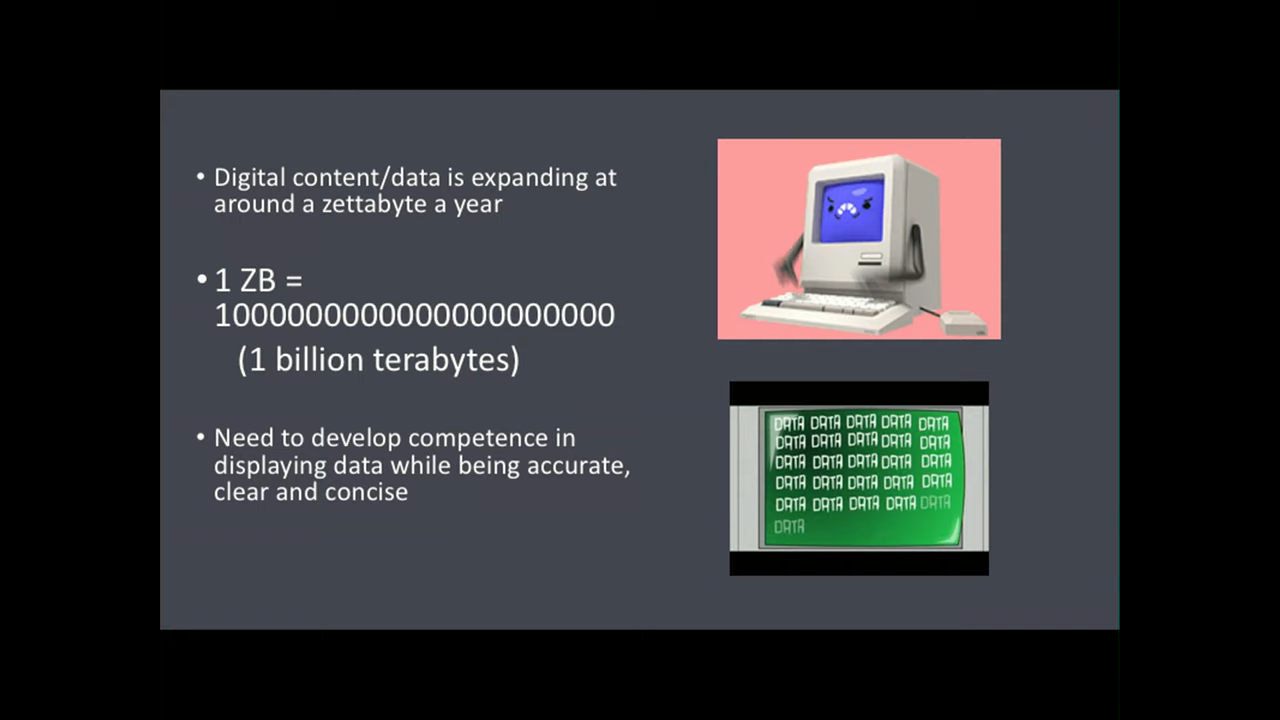 • Digital content/data is expanding at
around a zettabyte a year
• 1 ZB =
1000000000000000000000
(1 billion terabytes)
• Need to develop competence in
displaying data while being accurate,
clear and concise
DATA DATA DATA DATA DATA
DATA DATA DATA DATA DATA
DATA DATA DATA DATA DATA
DATA DATA DATA DATA DATA
DATA DATA DATA DATA DATA
DATA